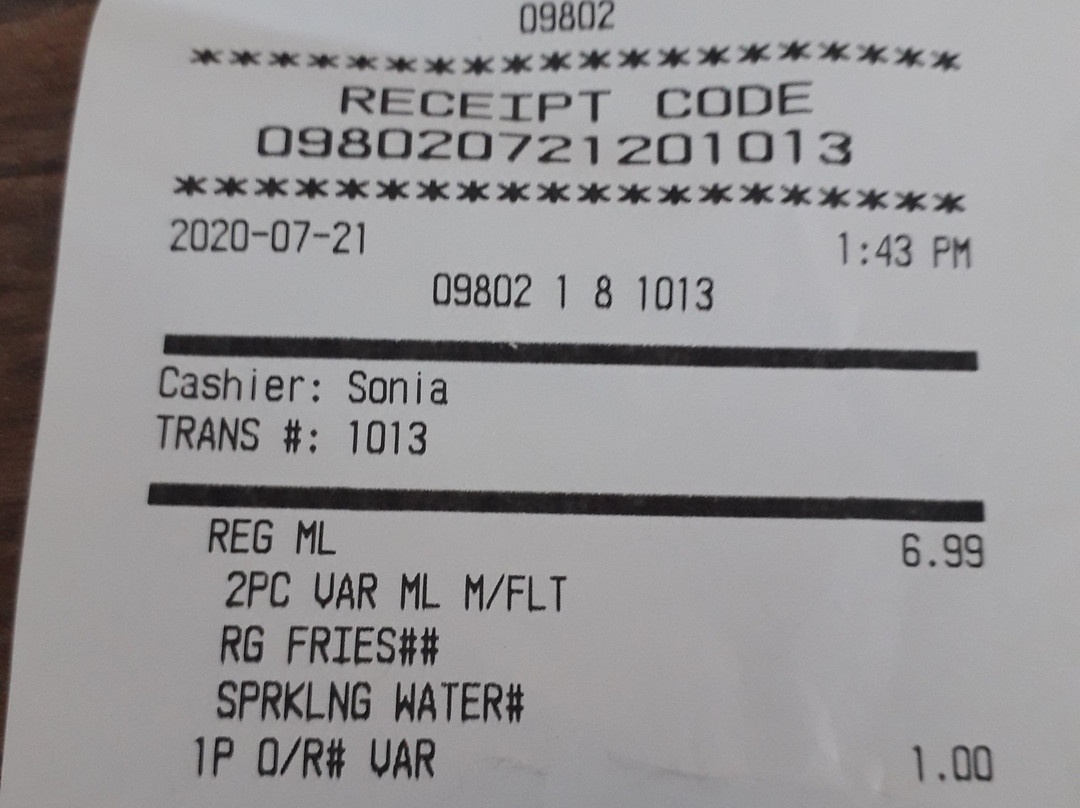 09802
********************
RECEIPT CODE
098020721201013
********************
2020-07-21 1:43 PM
09802 1 8 1013
Cashier: Sonia
TRANS #: 1013
REG ML 6.99
2PC VAR ML M/FLT
RG FRIES##
SPRKLNG WATER#
1P O/R# VAR 1.00